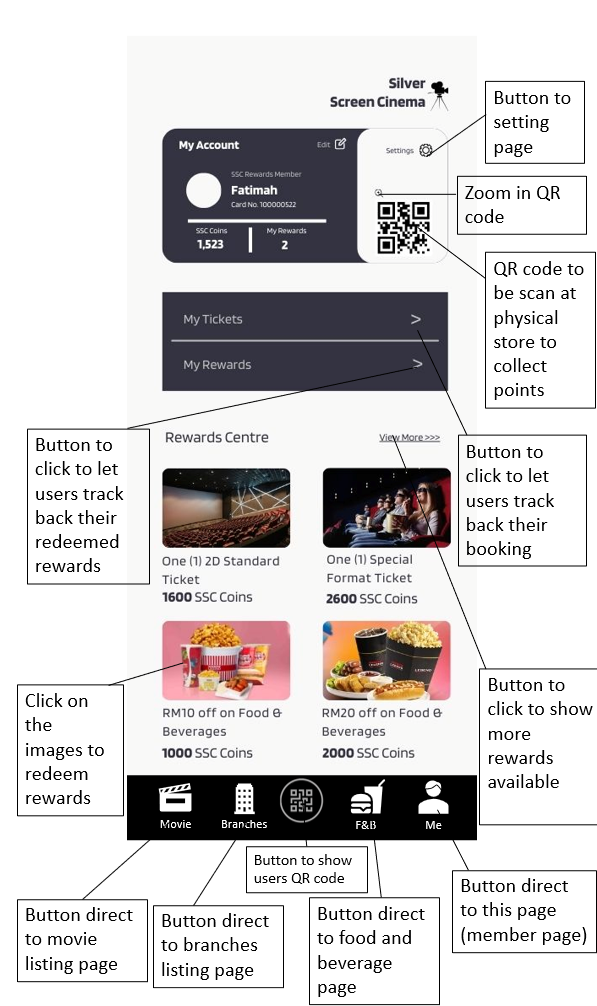 Silver
Screen Cinema
Button to
setting
page
My Account
Edit
Settings
SSC Rewards Member
Fatimah
Card No. 100000522
SSC Coins
My Rewards
1,523
2
Zoom in QR
code
QR code to
be scan at
physical
store to
collect
points
My Tickets
>
My Rewards
>
Button to
click to let
users track
back their
redeemed
rewards
Rewards Centre
View More >>>
Button to
click to let
users track
back their
booking
One (1) 2D Standard
Ticket
1600 SSC Coins
One (1) Special
Format Ticket
2600 SSC Coins
Click on
the
images to
redeem
rewards
RM10 off on Food &
Beverages
1000 SSC Coins
RM20 off on Food &
Beverages
2000 SSC Coins
Button to
click to show
more
rewards
available
Movie
Branches
F&B
Me
Button to show
users QR code
Button direct
to movie
listing page
Button direct
to branches
listing page
Button direct
to food and
beverage
page
Button direct
to this page
(member page)